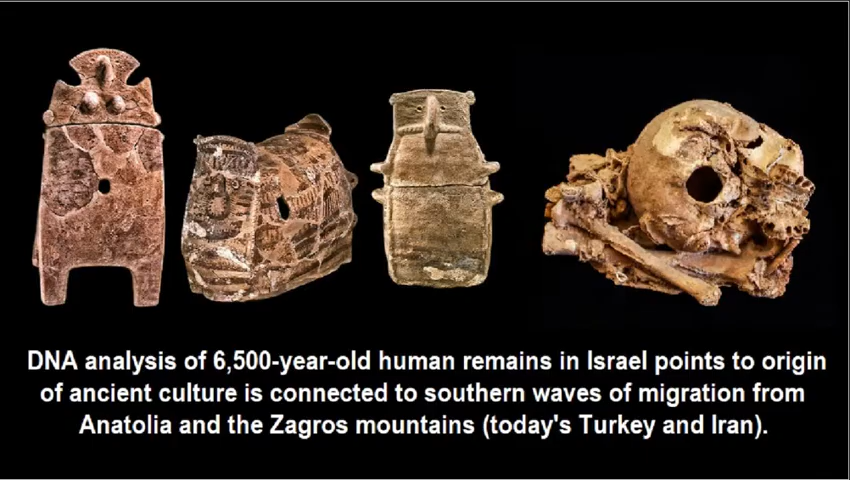 DNA analysis of 6,500-year-old human remains in Israel points to origin
of ancient culture is connected to southern waves of migration from
Anatolia and the Zagros mountains (today's Turkey and Iran).